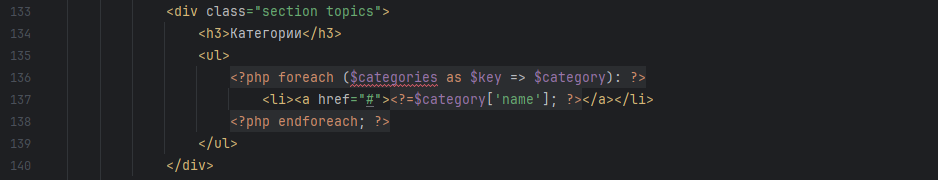 133 <div class="section topics">
134 <h3>Категории</h3>
135 <ul>
136 <?php foreach ($categories as $key => $category): ?>
137 <li><a href="#"><?=$category['name']; ?></a></li>
138 <?php endforeach; ?>
139 </ul>
140 </div>